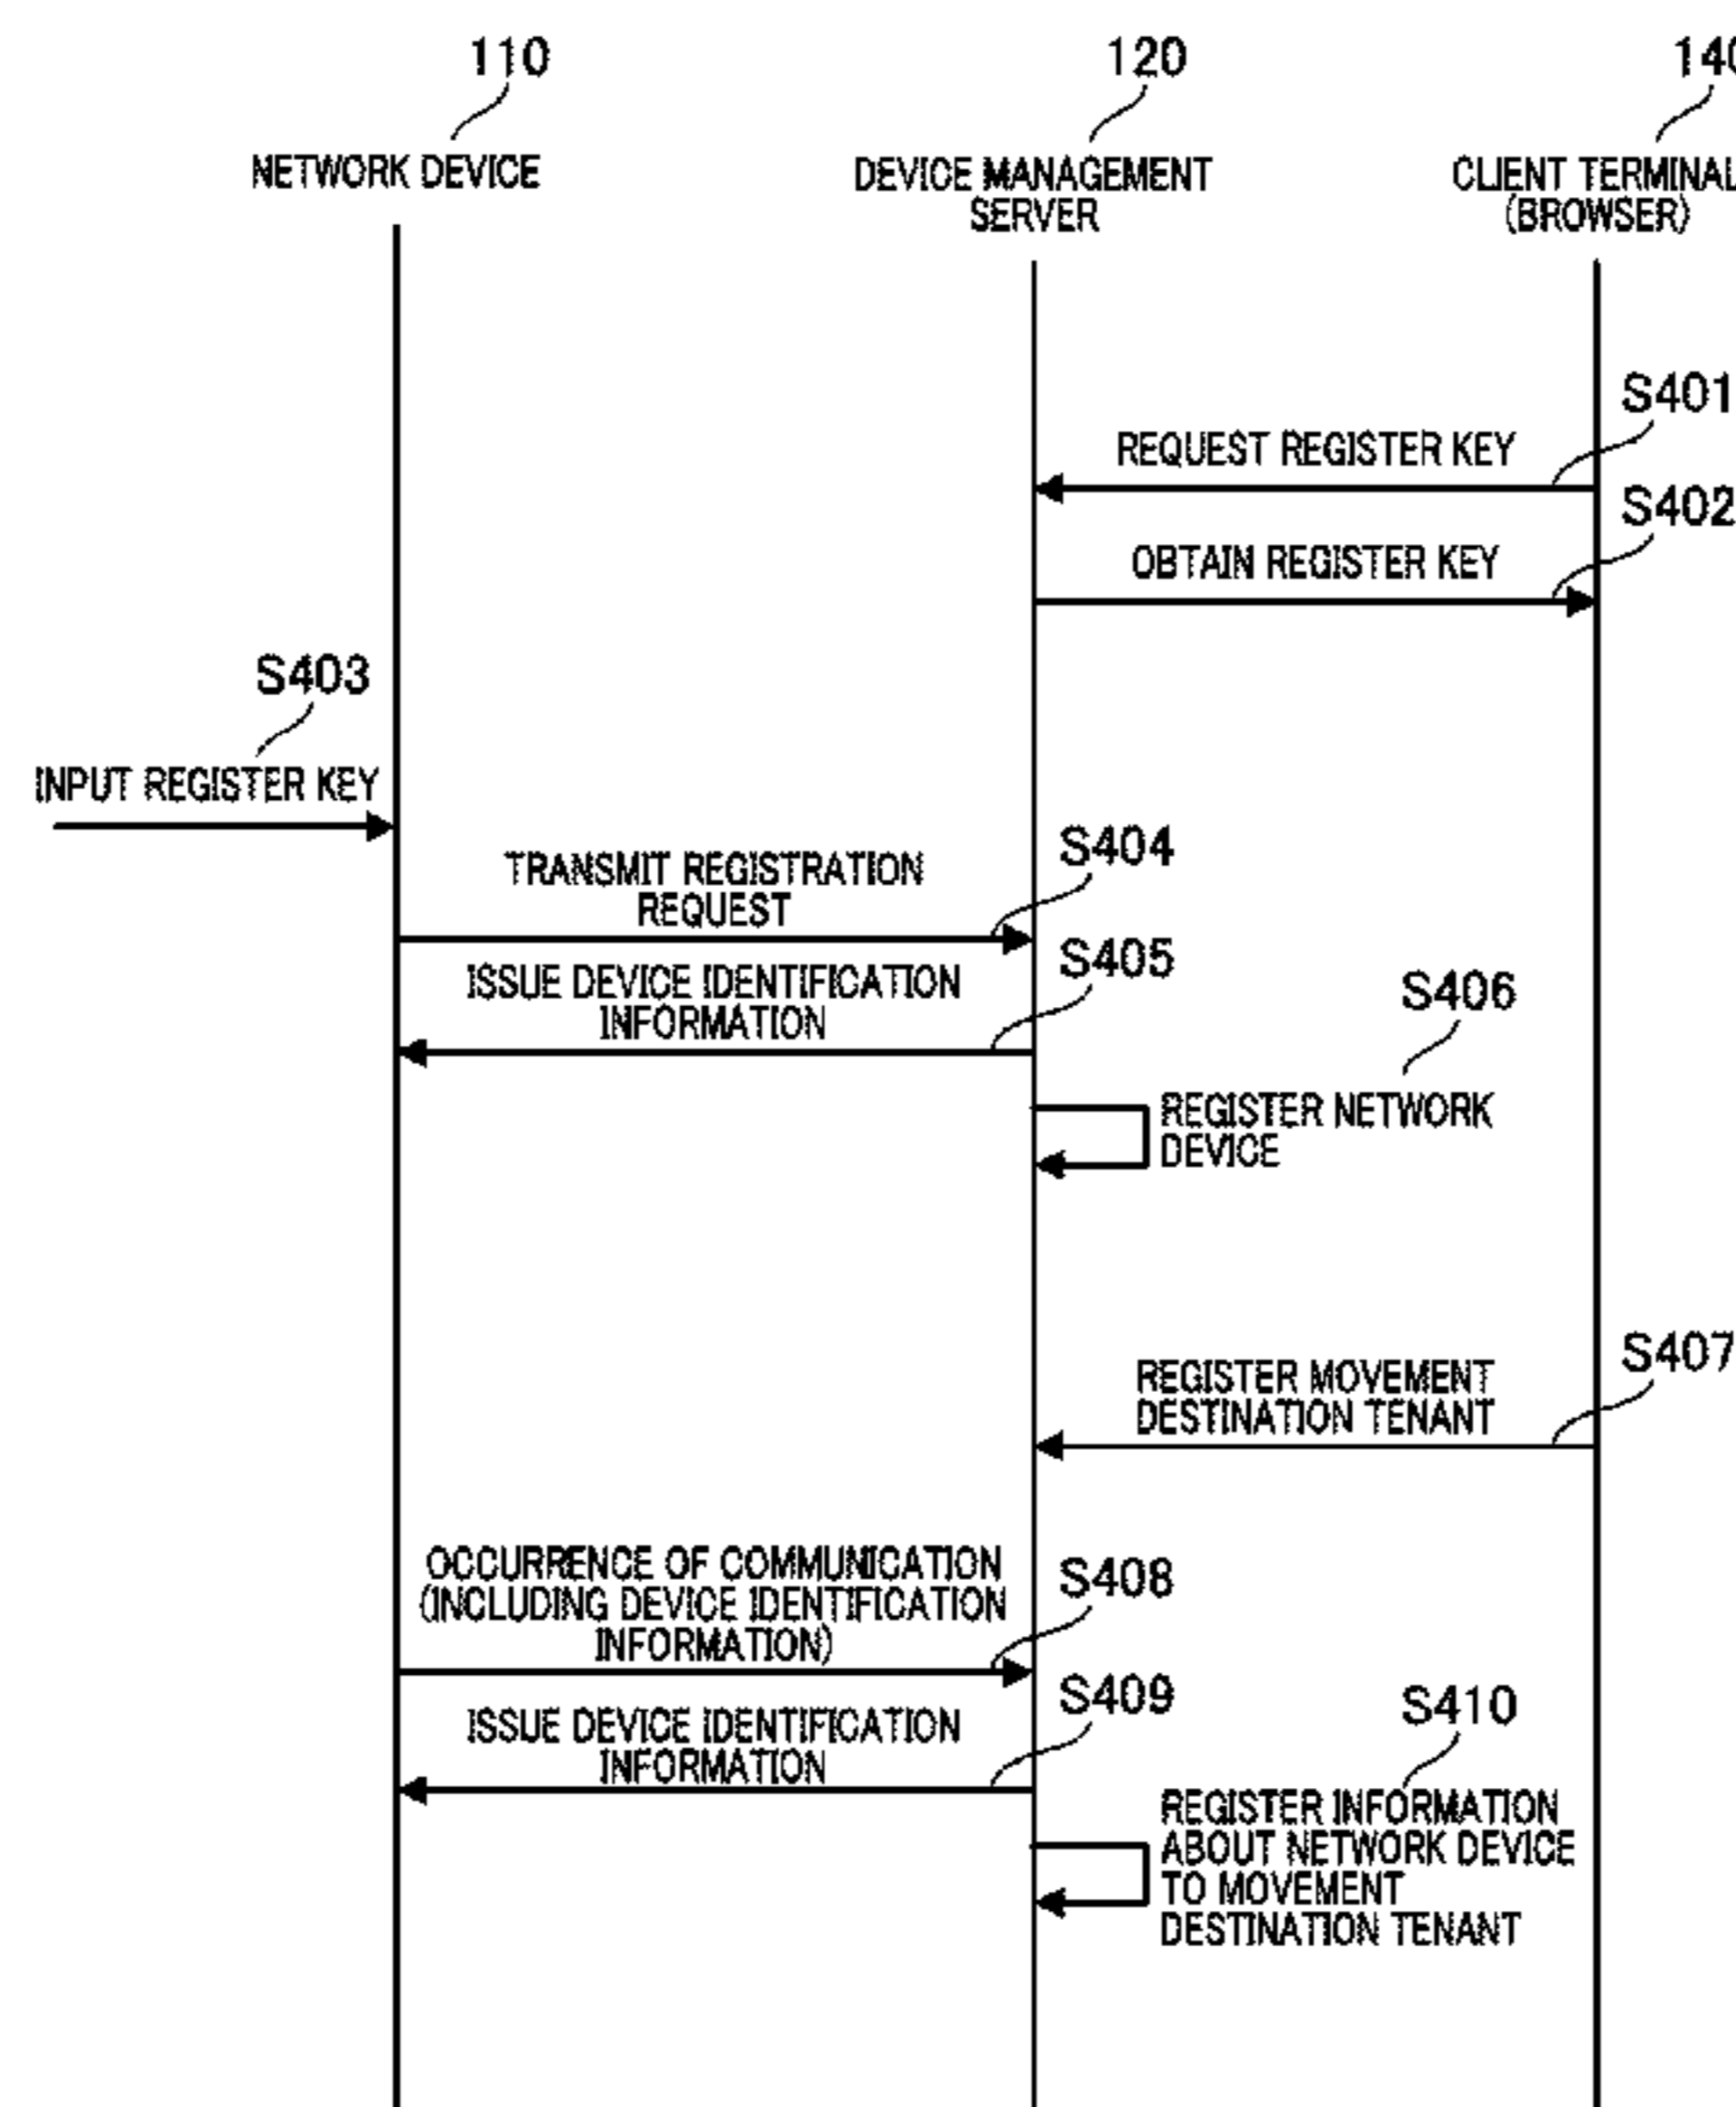 110
120
140
NETWORK DEVICE
DEVICE MANAGEMENT
SERVER
CLIENT TERMINAL
(BROWSER)
S401
REQUEST REGISTER KEY
S402
OBTAIN REGISTER KEY
S403
INPUT REGISTER KEY
S404
TRANSMIT REGISTRATION
REQUEST
S405
ISSUE DEVICE IDENTIFICATION
INFORMATION
S406
REGISTER NETWORK
DEVICE
S407
REGISTER MOVEMENT
DESTINATION TENANT
OCCURRENCE OF COMMUNICATION
(INCLUDING DEVICE IDENTIFICATION
INFORMATION)
S408
S409
ISSUE DEVICE IDENTIFICATION
INFORMATION
S410
REGISTER INFORMATION
ABOUT NETWORK DEVICE
TO MOVEMENT
DESTINATION TENANT